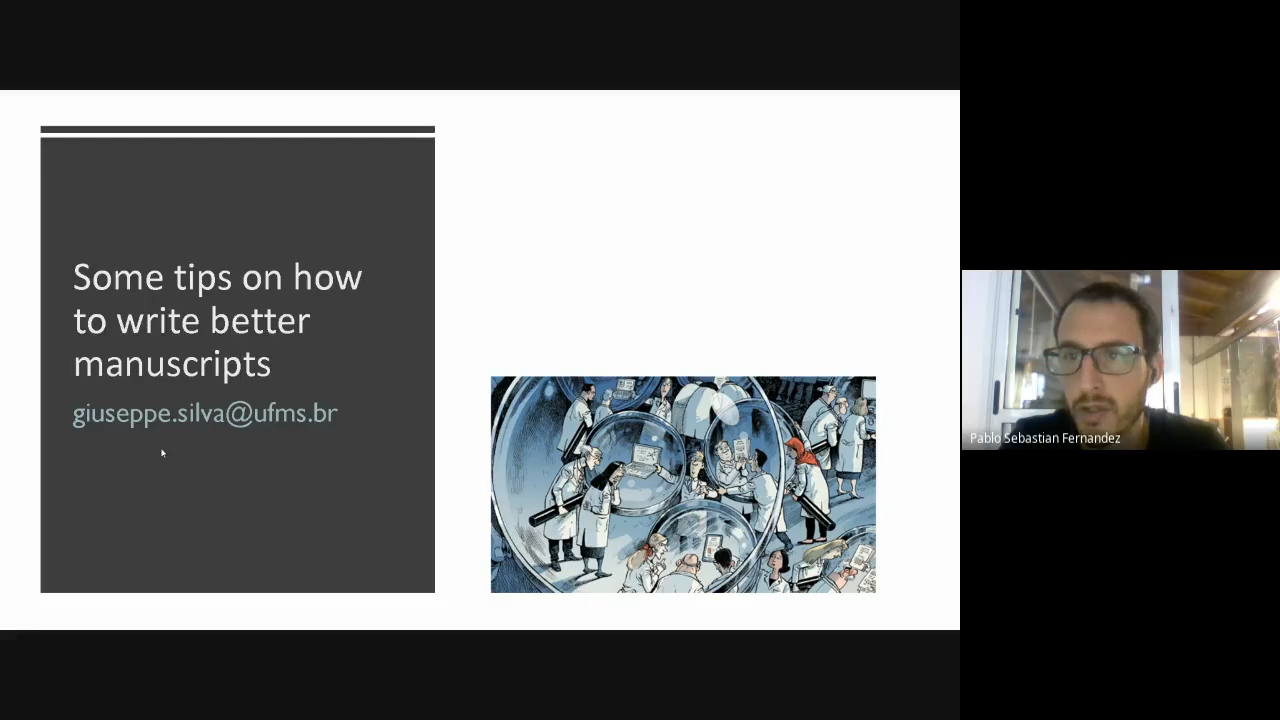 Some tips on how
to write better
manuscripts
giuseppe.silva@ufms.br
Pablo Sebastian Fernandez